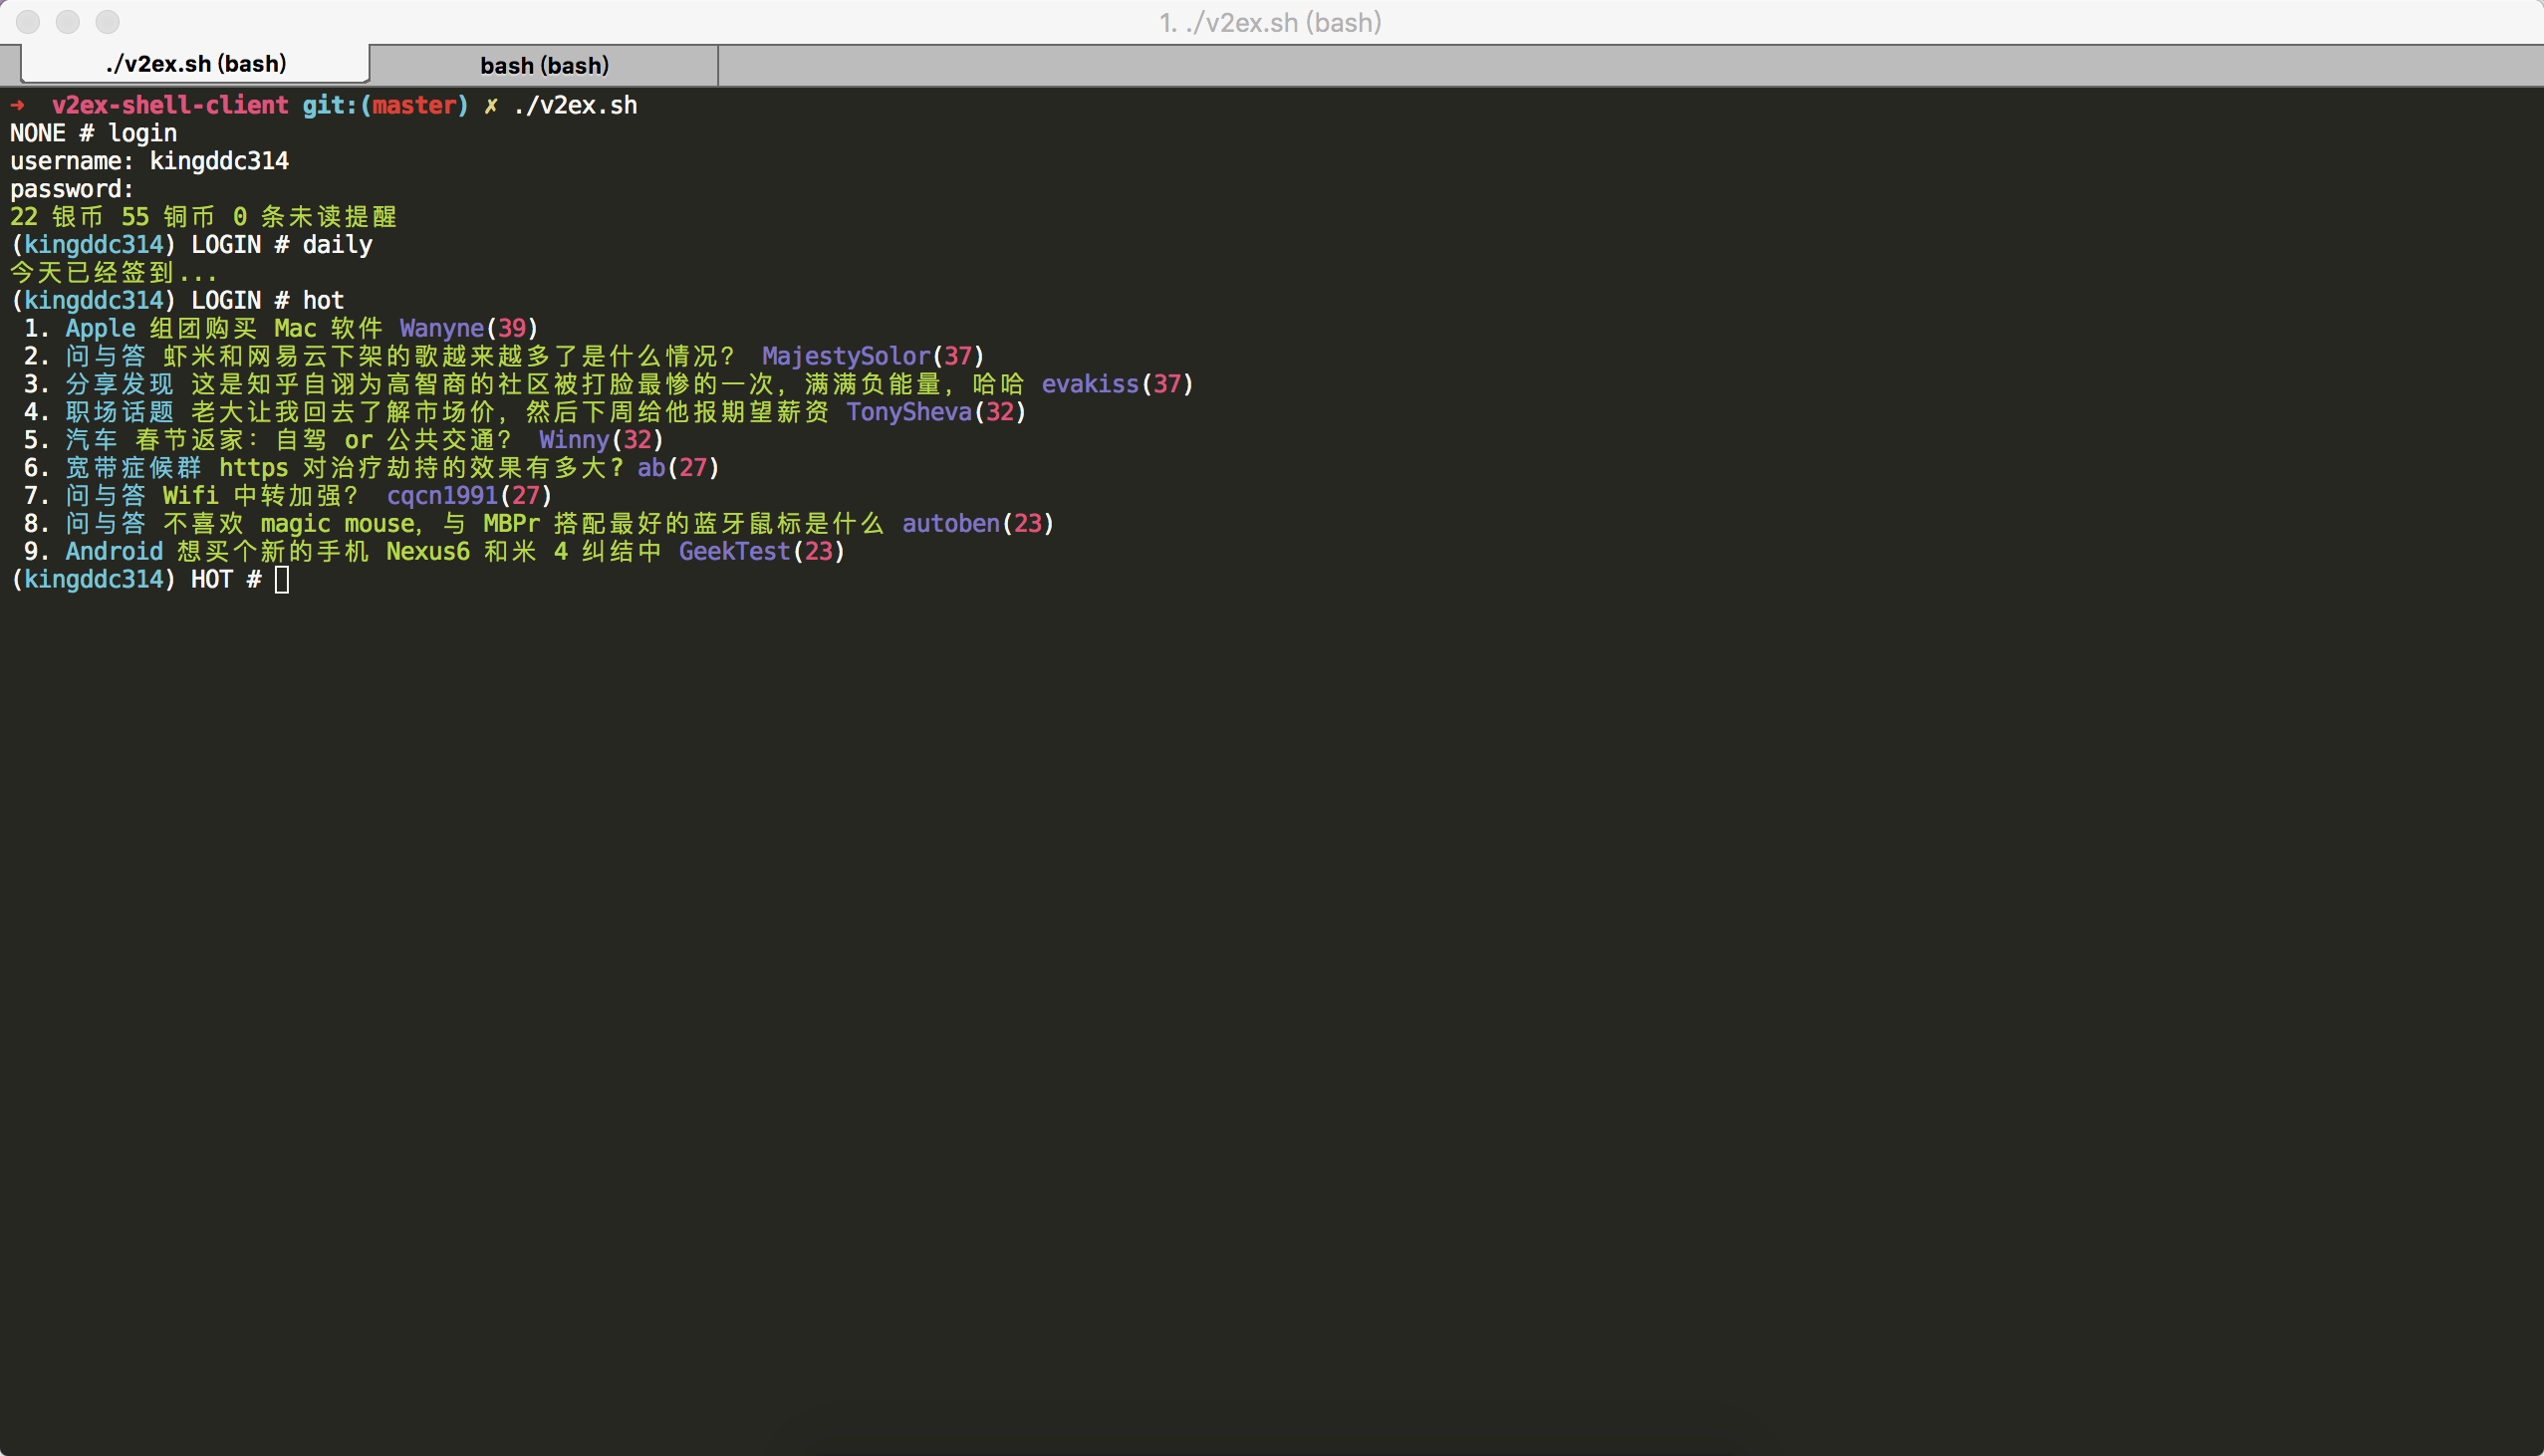 1. ./v2ex.sh (bash)
./v2ex.sh (bash)
bash (bash)
➜  v2ex-shell-client git:(master) ✗ ./v2ex.sh
NONE # login
username: kingddc314
password:
22 银币 55 铜币 0 条未读提醒
(kingddc314) LOGIN # daily
今天已经签到...
(kingddc314) LOGIN # hot
1. Apple 组团购买 Mac 软件 Wanyne(39)
2. 问与答 虾米和网易云下架的歌越来越多了是什么情况？ MajestySolor(37)
3. 分享发现 这是知乎自诩为高智商的社区被打脸最惨的一次，满满负能量，哈哈 evakiss(37)
4. 职场话题 老大让我回去了解市场价，然后下周给他报期望薪资 TonySheva(32)
5. 汽车 春节返家：自驾 or 公共交通？ Winny(32)
6. 宽带症候群 https 对治疗劫持的效果有多大? ab(27)
7. 问与答 Wifi 中转加强？ cqcn1991(27)
8. 问与答 不喜欢 magic mouse，与 MBPr 搭配最好的蓝牙鼠标是什么 autoben(23)
9. Android 想买个新的手机 Nexus6 和米 4 纠结中 GeekTest(23)
(kingddc314) HOT #